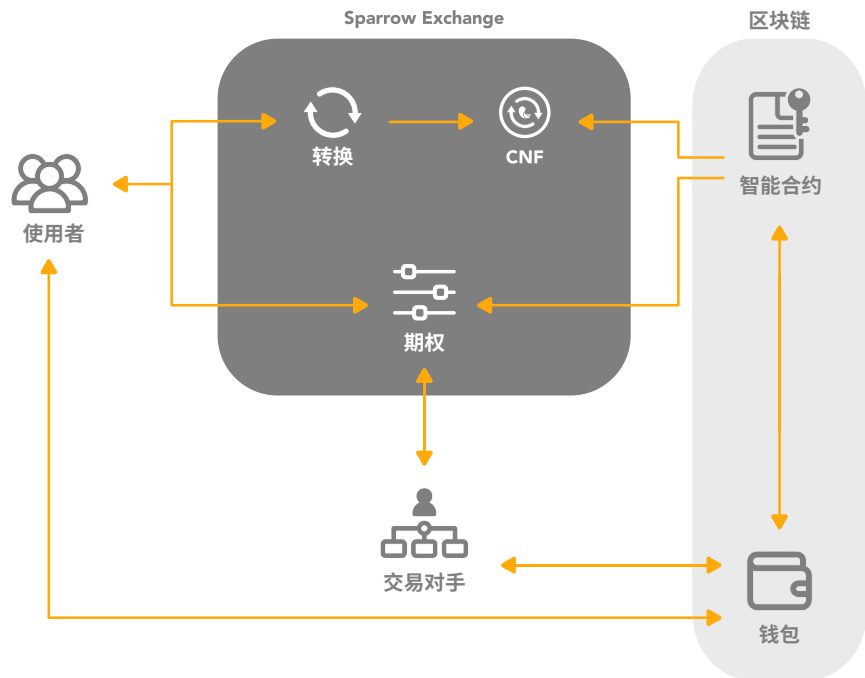 Sparrow Exchange
区块链
转换
CNF
智能合约
使用者
期权
交易对手
钱包